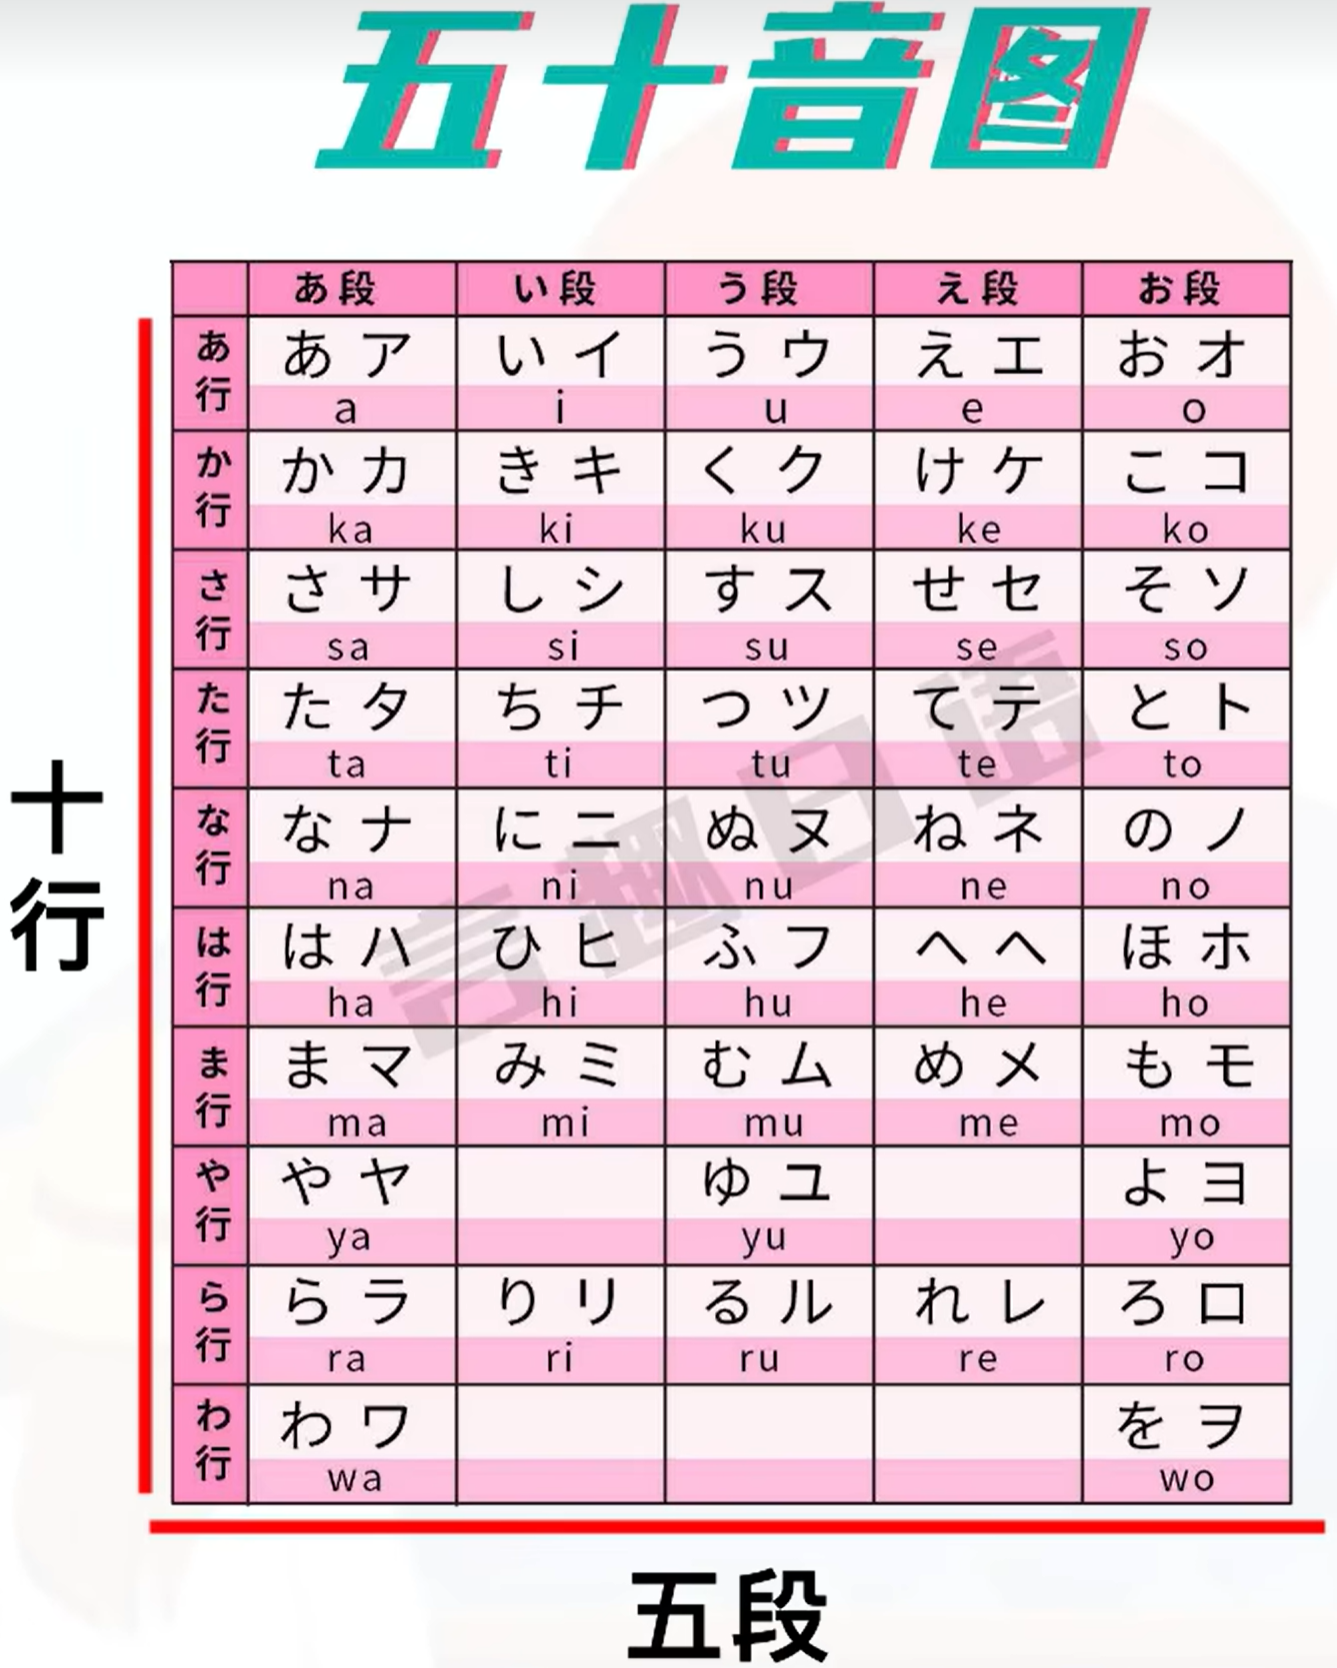 五十音图
あ段 い段 う段 え段 お段
あ行 あ ア い イ う ウ え エ お オ
a i u e o
か行 か カ き キ く ク け ケ こ コ
ka ki ku ke ko
さ行 さ サ し シ す ス せ セ そ ソ
sa si su se so
た行 た タ ち チ つ ツ て テ と ト
ta ti tu te to
な行 な ナ に ニ ぬ ヌ ね ネ の ノ
na ni nu ne no
は行 は ハ ひ ヒ ふ フ へ ヘ ほ ホ
ha hi hu he ho
ま行 ま マ み ミ む ム め メ も モ
ma mi mu me mo
や行 や ヤ ゆ ユ よ ヨ
ya yu yo
ら行 ら ラ り リ る ル れ レ ろ ロ
ra ri ru re ro
わ行 わ ワ を ヲ
wa wo
十行
五段
言趣日语